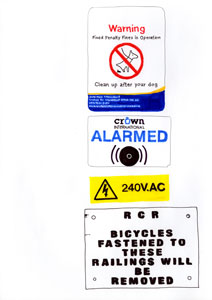 Warning
Fixed Penalty Fines in Operation
Clean up after your dog
crown
INTERNATIONAL
ALARMED
240V.AC
R C R
BICYCLES
FASTENED TO
THESE
RAILINGS WILL
BE
REMOVED